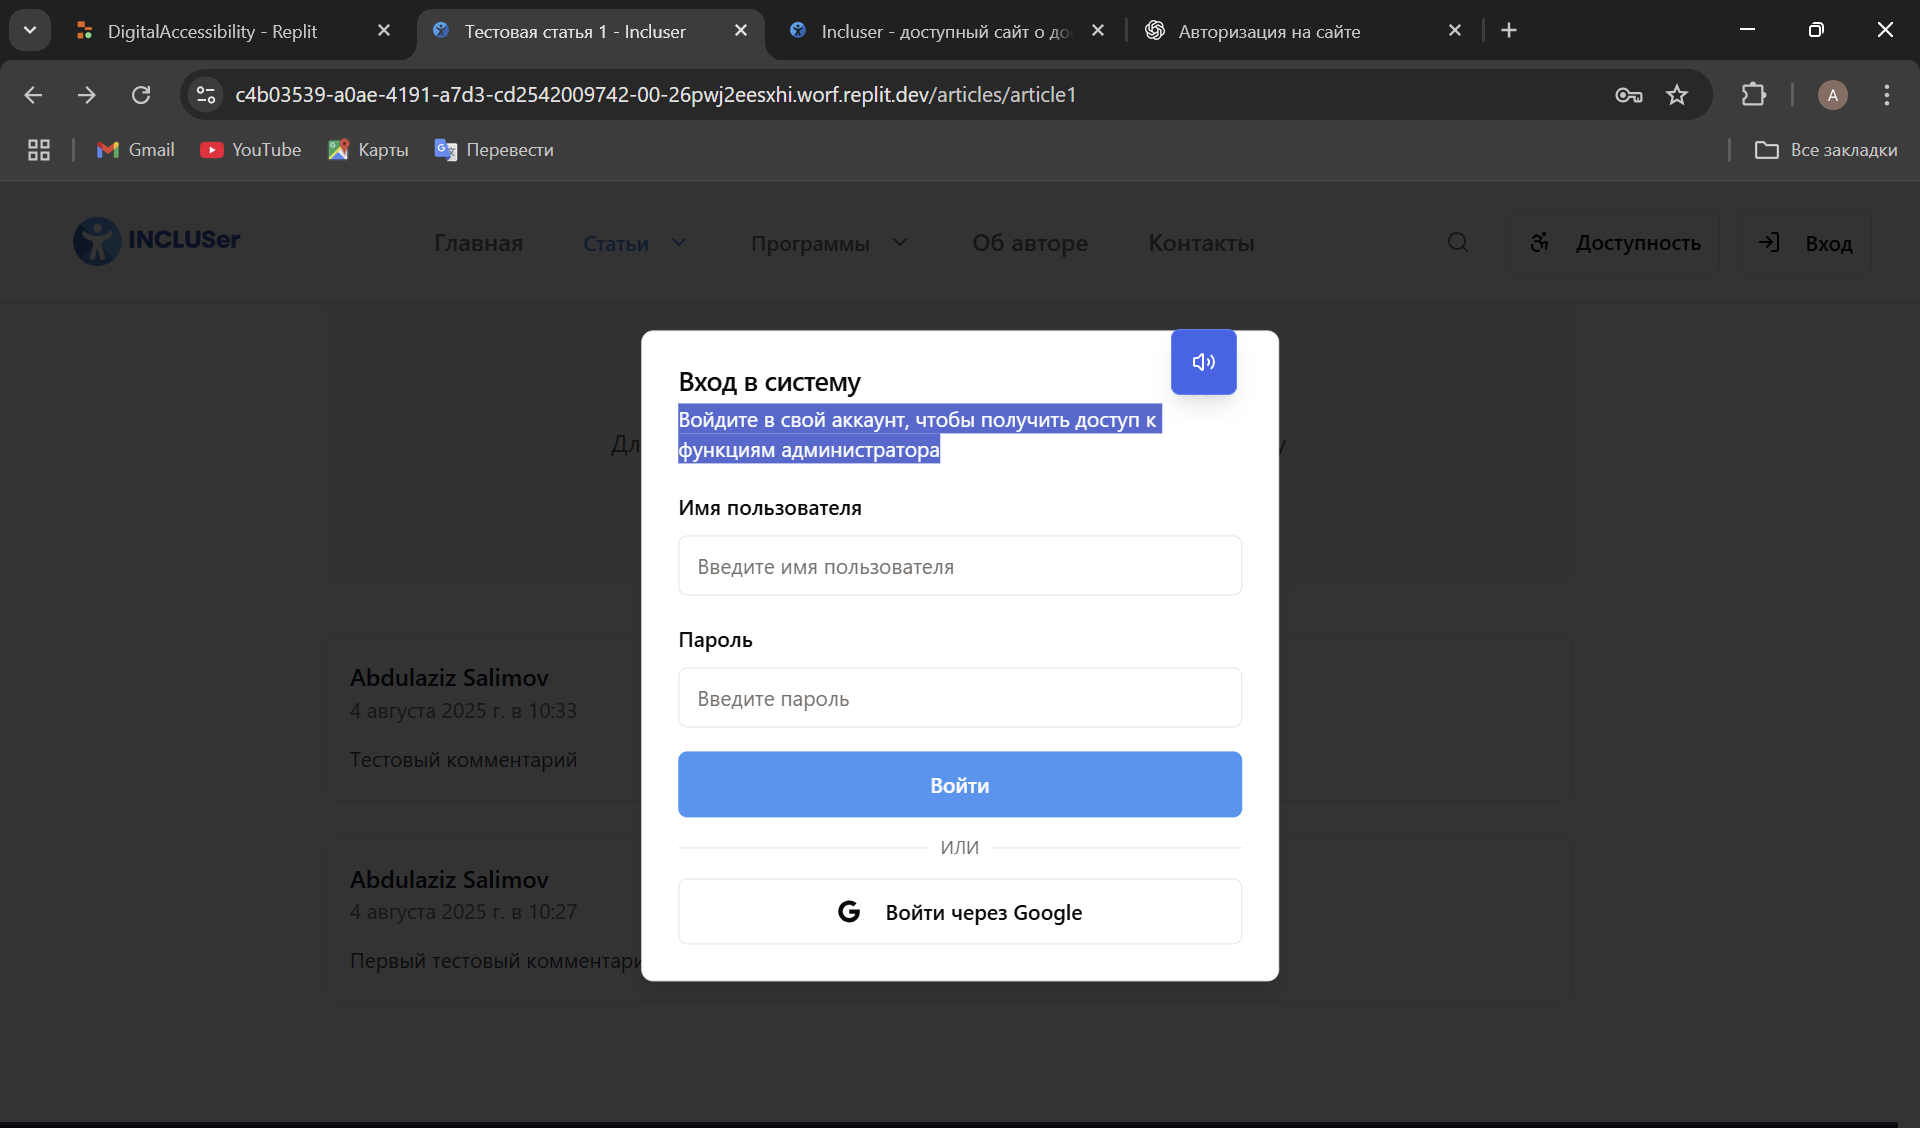 DigitalAccessibility - Replit
Тестовая статья 1 - Incluser
Incluser - доступный сайт о до
Авторизация на сайте
c4b03539-a0ae-4191-a7d3-cd2542009742-00-26pwj2eesxhi.worf.replit.dev/articles/article1
A
Gmail
YouTube
Карты
Перевести
Все закладки
INCLUSer
Главная
Статьи
Программы
Об авторе
Контакты
Доступность
Вход
Вход в систему
Войдите в свой аккаунт, чтобы получить доступ к
функциям администратора
Имя пользователя
Введите имя пользователя
Пароль
Введите пароль
Войти
ИЛИ
Войти через Google
Abdulaziz Salimov
4 августа 2025 г. в 10:33
Тестовый комментарий
Abdulaziz Salimov
4 августа 2025 г. в 10:27
Первый тестовый комментари